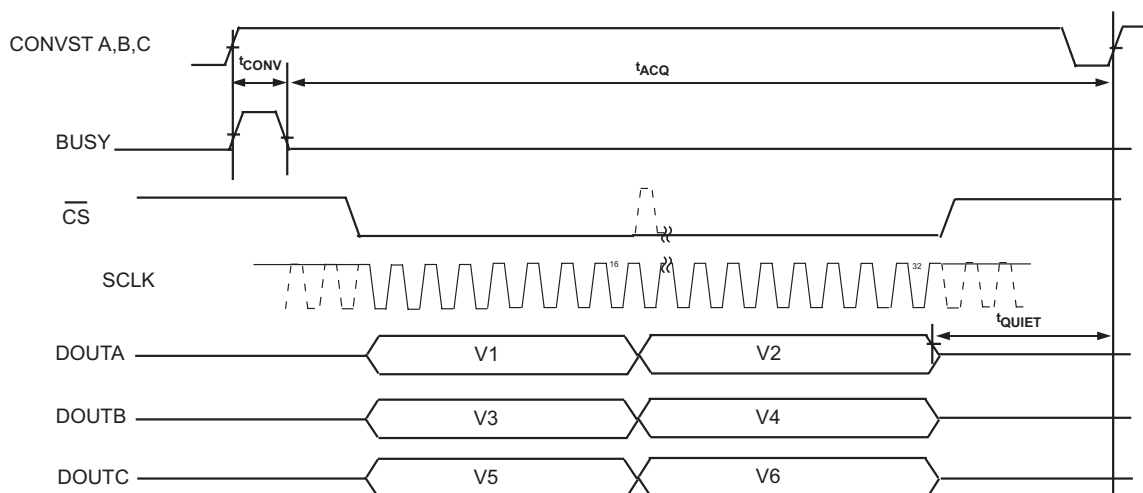 CONVST A,B,C
tCONV
tACQ
BUSY
CS
16
32
SCLK
tQUIET
DOUTA
V1
V2
DOUTB
V3
V4
DOUTC
V5
V6